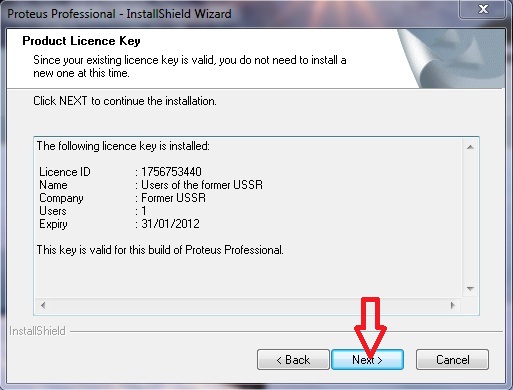 Proteus Professional - InstallShield Wizard
Product Licence Key
Since your existing licence key is valid, you do not need to install a
new one at this time.
Click NEXT to continue the installation.
The following licence key is installed:
Licence ID : 1756753440
Name : Users of the former USSR
Company : Former USSR
Users : 1
Expiry : 31/01/2012
This key is valid for this build of Proteus Professional.
InstallShield
< Back Next > Cancel